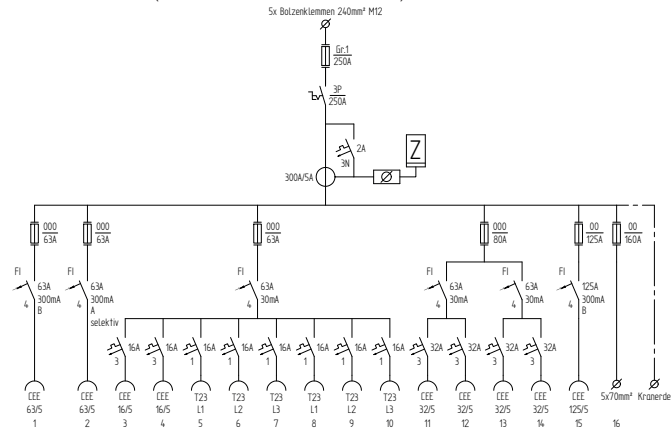 5x Bolzenklemmen 240mm² M12
Gr.1
250A
3P
250A
2A
3N
Z
300A/5A
000 000 000 000 00 00
63A 63A 63A 80A 125A 160A
FI FI FI FI FI FI
63A 63A 63A 63A 63A 125A
300mA 300mA 30mA 30mA 30mA 300mA
4 4 4 4 4 4
B A B
selektiv
16A 16A 16A 16A 16A 16A 16A 16A 32A 32A 32A 32A
3 3 1 1 1 1 1 1 3 3 3 3
CEE CEE CEE CEE T23 T23 T23 T23 T23 T23 CEE CEE CEE CEE CEE 5x70mm² Kranerde
63/5 63/5 16/5 16/5 L1 L2 L3 L1 L2 L3 32/5 32/5 32/5 32/5 125/5
1 2 3 4 5 6 7 8 9 10 11 12 13 14 15 16